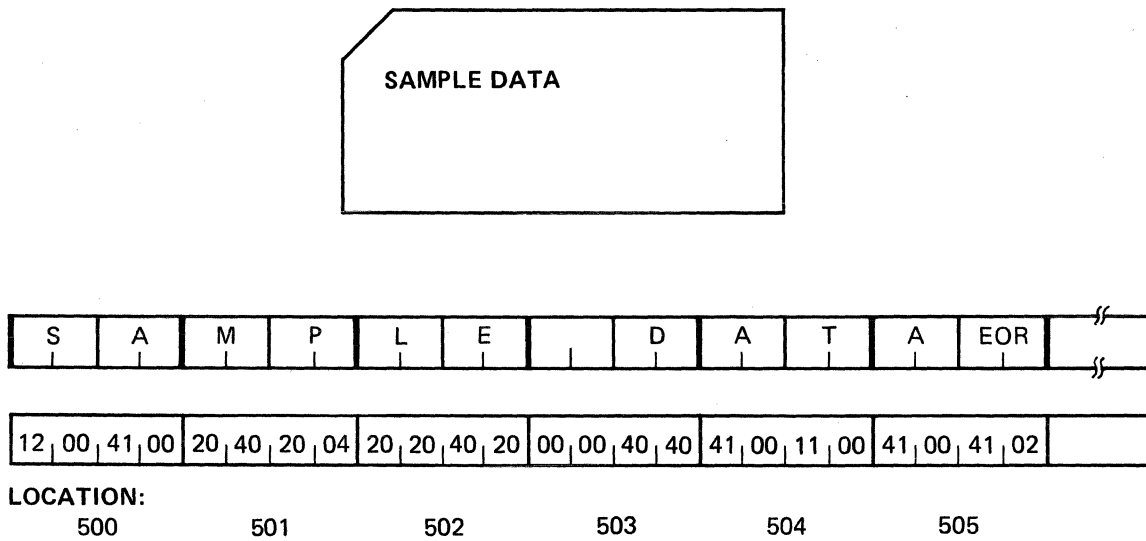 SAMPLE DATA
S A M P L E D A T A EOR
12 00 41 00 20 40 20 04 20 20 40 20 00 00 40 40 41 00 11 00 41 00 41 02
LOCATION:
500 501 502 503 504 505